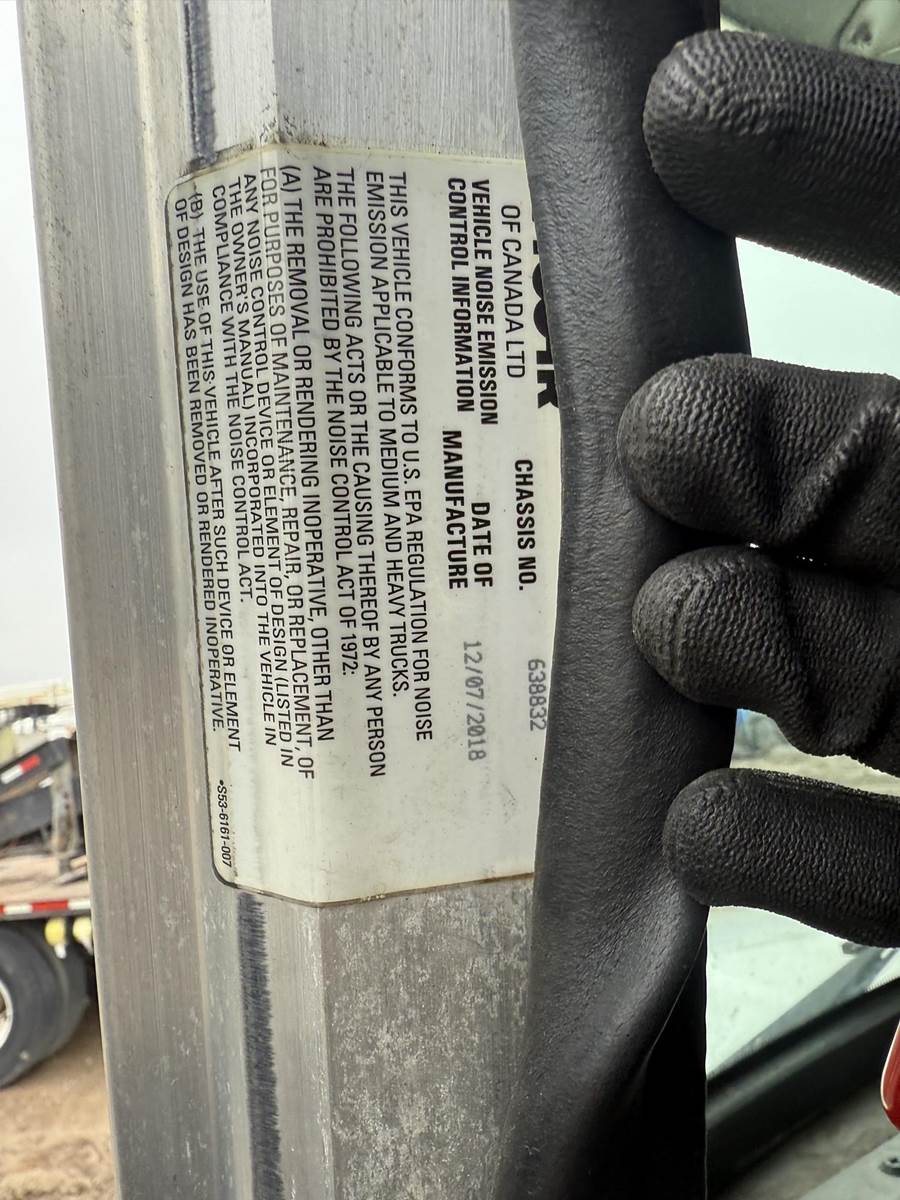 OF CANADA LTD
CHASSIS NO. 638832
VEHICLE NOISE EMISSION
CONTROL INFORMATION
DATE OF
MANUFACTURE
12/07/2018
THIS VEHICLE CONFORMS TO U.S. EPA REGULATION FOR NOISE
EMISSION APPLICABLE TO MEDIUM AND HEAVY TRUCKS.
THE FOLLOWING ACTS OR THE CAUSING THEREOF BY ANY PERSON
ARE PROHIBITED BY THE NOISE CONTROL ACT OF 1972:
(A) THE REMOVAL OR RENDERING INOPERATIVE, OTHER THAN
FOR PURPOSES OF MAINTENANCE, REPAIR, OR REPLACEMENT, OF
ANY NOISE CONTROL DEVICE OR ELEMENT OF DESIGN (LISTED IN
THE OWNER'S MANUAL) INCORPORATED INTO THE VEHICLE IN
COMPLIANCE WITH THE NOISE CONTROL ACT.
(B) THE USE OF THIS VEHICLE AFTER SUCH DEVICE OR ELEMENT
OF DESIGN HAS BEEN REMOVED OR RENDERED INOPERATIVE.
•S53-6161-007